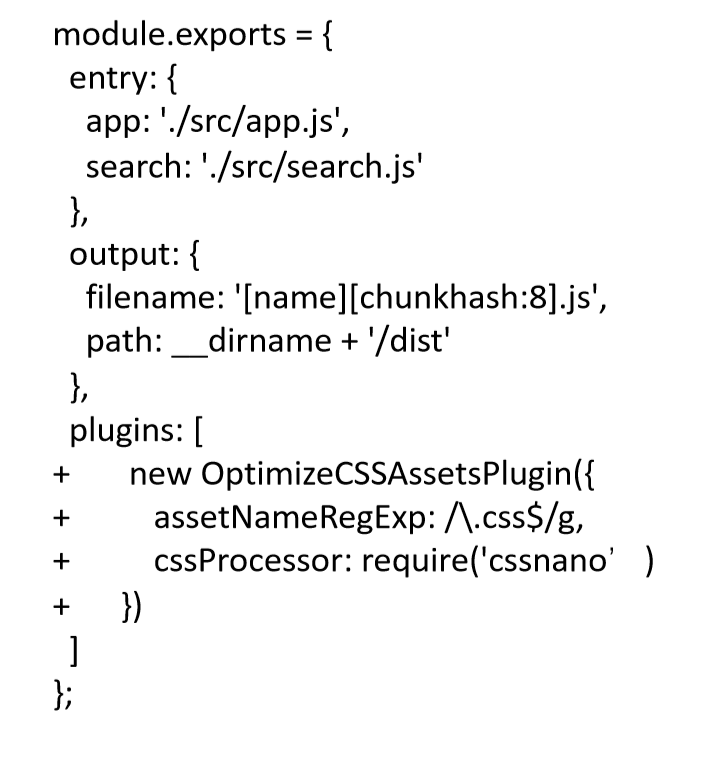 module.exports = {
entry: {
app: './src/app.js',
search: './src/search.js'
},
output: {
filename: '[name][chunkhash:8].js',
path: __dirname + '/dist'
},
plugins: [
+ new OptimizeCSSAssetsPlugin({
+ assetNameRegExp: /\.css$/g,
+ cssProcessor: require('cssnano’ )
+ })
]
};